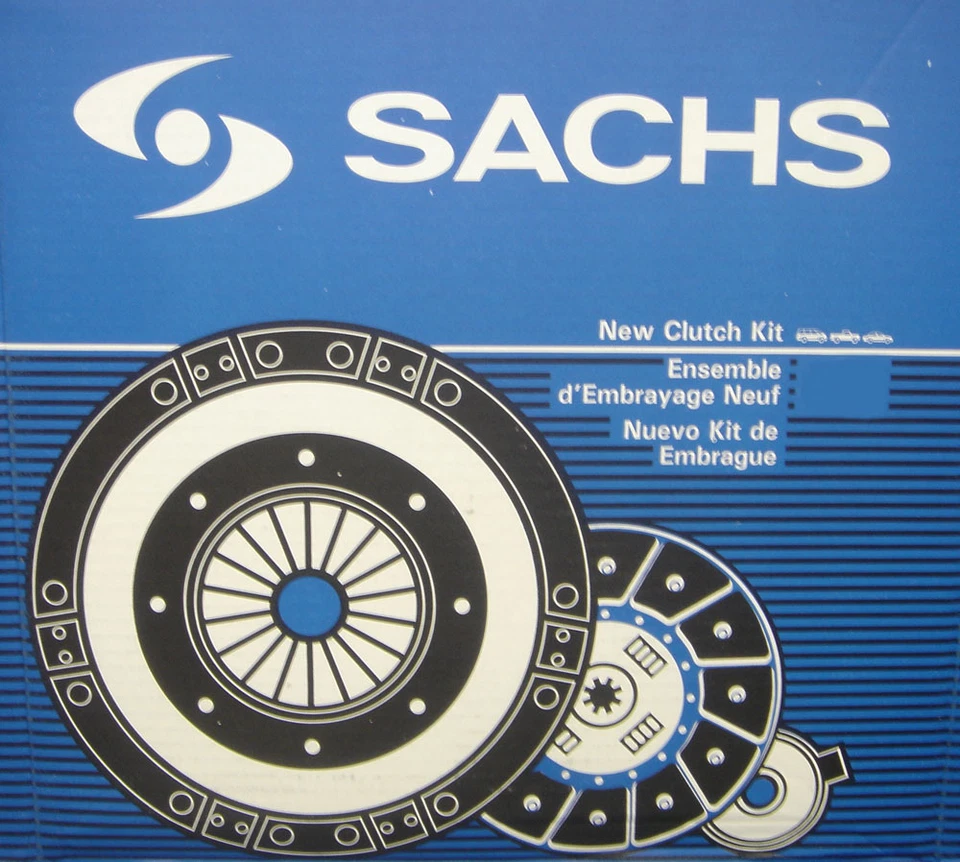 SACHS
New Clutch Kit
Ensemble
d'Embrayage Neuf
Nuevo Kit de
Embrague